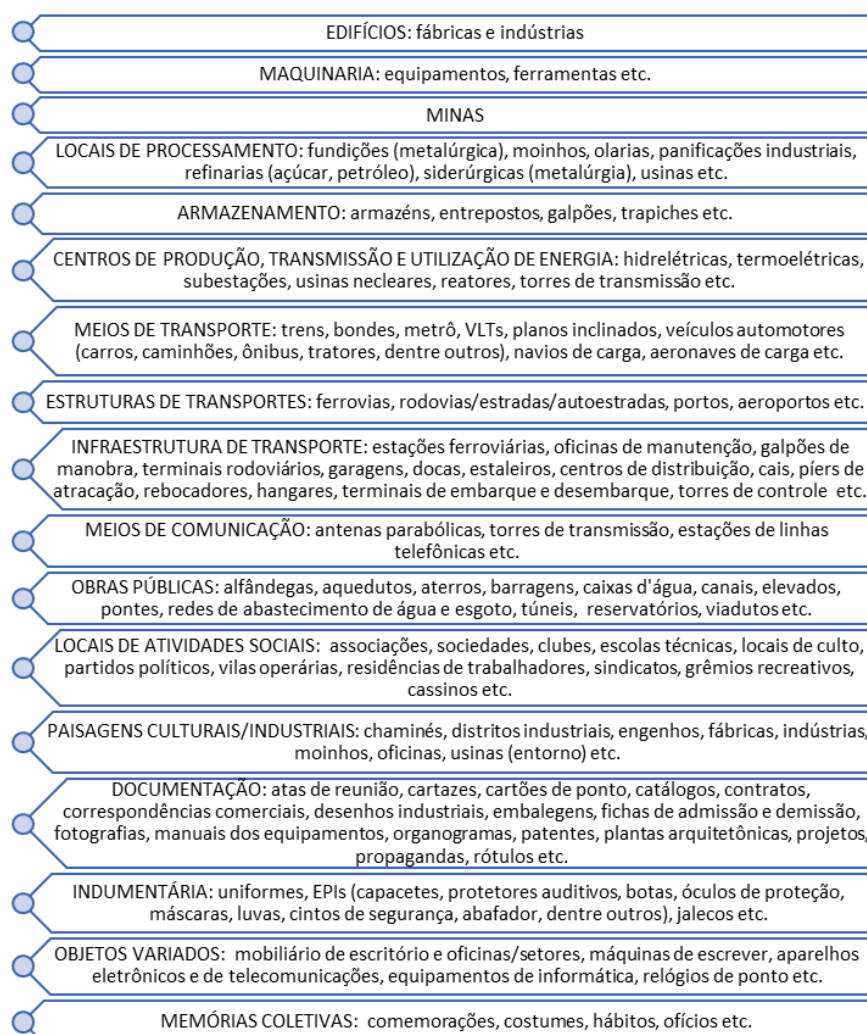 EDIFÍCIOS: fábricas e indústrias
MAQUINARIA: equipamentos, ferramentas etc.
MINAS
LOCAIS DE PROCESSAMENTO: fundições (metalúrgica), moinhos, olarias, panificações industriais,
refinarias (açúcar, petróleo), siderúrgicas (metalúrgia), usinas etc.
ARMAZENAMENTO: armazéns, entrepostos, galpões, trapiches etc.
CENTROS DE PRODUÇÃO, TRANSMISSÃO E UTILIZAÇÃO DE ENERGIA: hidrelétricas, termoelétricas,
subestações, usinas necleares, reatores, torres de transmissão etc.
MEIOS DE TRANSPORTE: trens, bondes, metrô, VLTs, planos inclinados, veículos automotores
(carros, caminhões, ônibus, tratores, dentre outros), navios de carga, aeronaves de carga etc.
ESTRUTURAS DE TRANSPORTES: ferrovias, rodovias/estradas/autoestradas, portos, aeroportos etc.
INFRAESTRUTURA DE TRANSPORTE: estações ferroviárias, oficinas de manutenção, galpões de
manobra, terminais rodoviários, garagens, docas, estaleiros, centros de distribuição, cais, píers de
atracação, rebocadores, hangares, terminais de embarque e desembarque, torres de controle etc.
MEIOS DE COMUNICAÇÃO: antenas parabólicas, torres de transmissão, estações de linhas
telefônicas etc.
OBRAS PÚBLICAS: alfândegas, aquedutos, aterros, barragens, caixas d'água, canais, elevados,
pontes, redes de abastecimento de água e esgoto, túneis, reservatórios, viadutos etc.
LOCAIS DE ATIVIDADES SOCIAIS: associações, sociedades, clubes, escolas técnicas, locais de culto,
partidos políticos, vilas operárias, residências de trabalhadores, sindicatos, grêmios recreativos,
cassinos etc.
PAISAGENS CULTURAIS/INDUSTRIAIS: chaminés, distritos industriais, engenhos, fábricas, indústrias,
moinhos, oficinas, usinas (entorno) etc.
DOCUMENTAÇÃO: atas de reunião, cartazes, cartões de ponto, catálogos, contratos,
correspondências comerciais, desenhos industriais, embalegens, fichas de admissão e demissão,
fotografias, manuais dos equipamentos, organogramas, patentes, plantas arquitetônicas, projetos,
propagandas, rótulos etc.
INDUMENTÁRIA: uniformes, EPIs (capacetes, protetores auditivos, botas, óculos de proteção,
máscaras, luvas, cintos de segurança, abafador, dentre outros), jalecos etc.
OBJETOS VARIADOS: mobiliário de escritório e oficinas/setores, máquinas de escrever, aparelhos
eletrônicos e de telecomunicações, equipamentos de informática, relógios de ponto etc.
MEMÓRIAS COLETIVAS: comemorações, costumes, hábitos, ofícios etc.